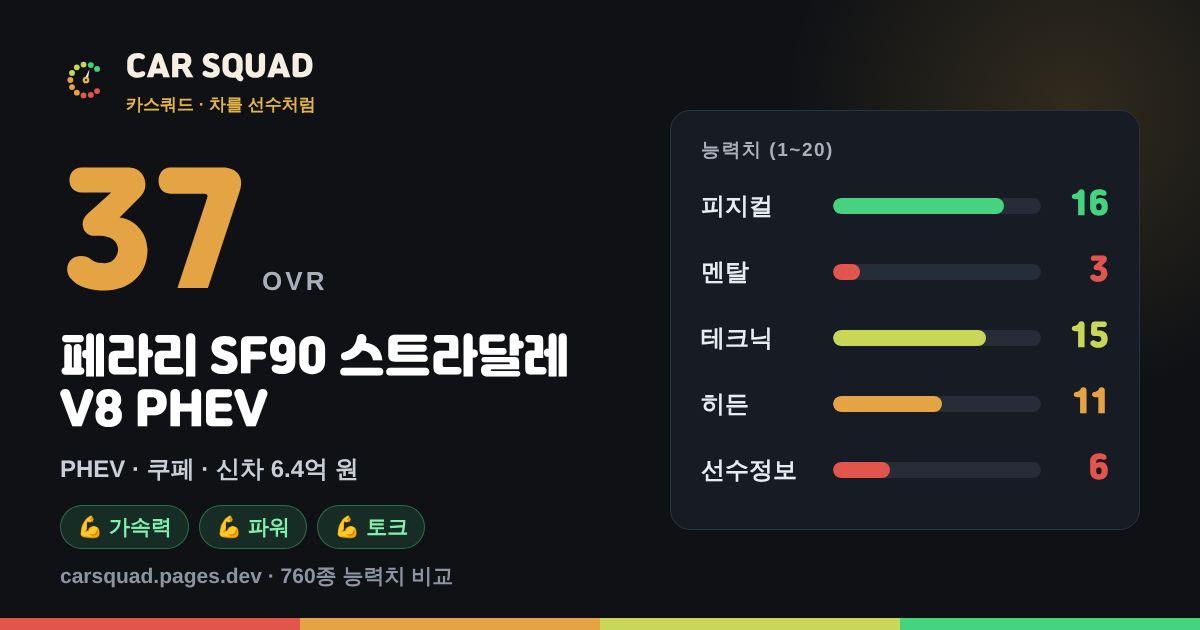 CAR SQUAD
카스쿼드 · 차를 선수처럼
37 OVR
페라리 SF90 스트라달레
V8 PHEV
PHEV · 쿠페 · 신차 6.4억 원
💪 가속력 💪 파워 💪 토크
carsquad.pages.dev · 760종 능력치 비교
능력치 (1~20)
피지컬 16
멘탈 3
테크닉 15
히든 11
선수정보 6